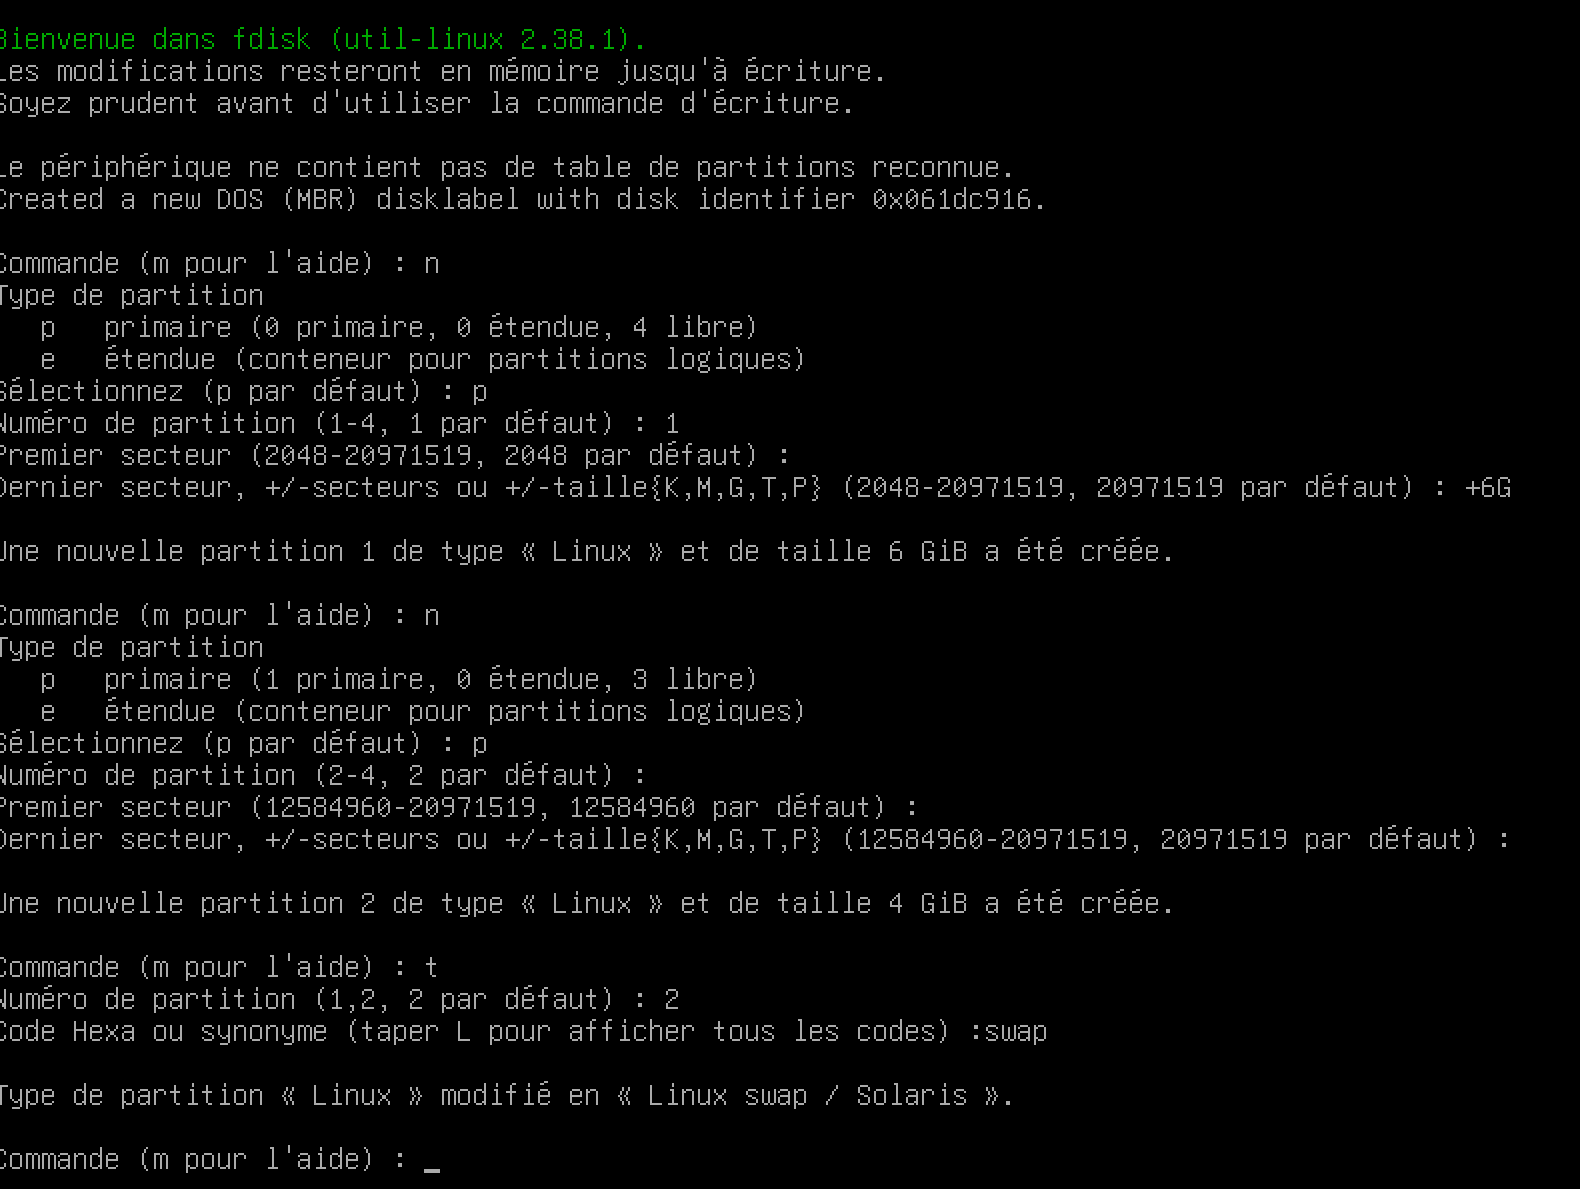 Bienvenue dans fdisk (util-linux 2.38.1).
Les modifications resteront en mémoire jusqu'à écriture.
Soyez prudent avant d'utiliser la commande d'écriture.
Le périphérique ne contient pas de table de partitions reconnue.
Created a new DOS (MBR) disklabel with disk identifier 0x061dc916.
Commande (m pour l'aide) : n
Type de partition
p primaire (0 primaire, 0 étendue, 4 libre)
e étendue (conteneur pour partitions logiques)
Sélectionnez (p par défaut) : p
Numéro de partition (1-4, 1 par défaut) : 1
Premier secteur (2048-20971519, 2048 par défaut) :
Dernier secteur, +/-secteurs ou +/-taille{K,M,G,T,P} (2048-20971519, 20971519 par défaut) : +6G
Une nouvelle partition 1 de type « Linux » et de taille 6 GiB a été créée.
Commande (m pour l'aide) : n
Type de partition
p primaire (1 primaire, 0 étendue, 3 libre)
e étendue (conteneur pour partitions logiques)
Sélectionnez (p par défaut) : p
Numéro de partition (2-4, 2 par défaut) :
Premier secteur (12584960-20971519, 12584960 par défaut) :
Dernier secteur, +/-secteurs ou +/-taille{K,M,G,T,P} (12584960-20971519, 20971519 par défaut) :
Une nouvelle partition 2 de type « Linux » et de taille 4 GiB a été créée.
Commande (m pour l'aide) : t
Numéro de partition (1,2, 2 par défaut) : 2
Code Hexa ou synonyme (taper L pour afficher tous les codes) :swap
Type de partition « Linux » modifié en « Linux swap / Solaris ».
Commande (m pour l'aide) : _